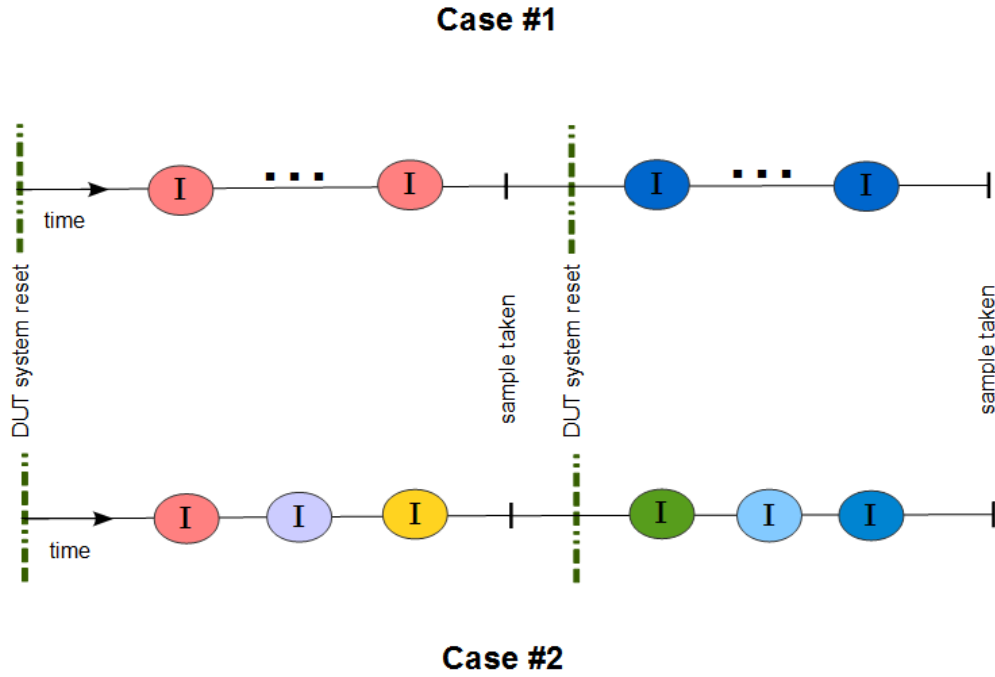 Case #1
I
...
I
I
...
I
time
DUT system reset
sample taken
DUT system reset
sample taken
I
I
I
I
I
I
time
Case #2